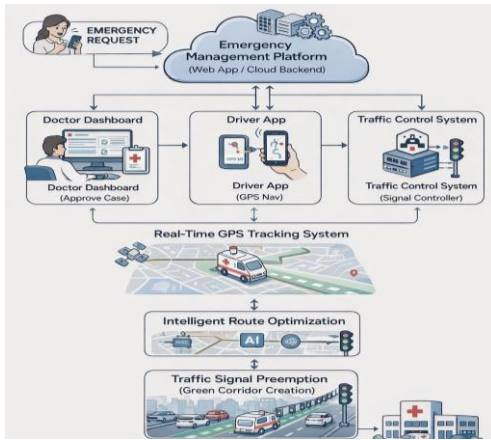 EMERGENCY
REQUEST
Emergency
Management Platform
(Web App / Cloud Backend)
Doctor Dashboard
Doctor Dashboard
(Approve Case)
Driver App
Driver App
(GPS Nav)
Traffic Control System
Traffic Control System
(Signal Controller)
Real-Time GPS Tracking System
Intelligent Route Optimization
AI
Traffic Signal Preemption
(Green Corridor Creation)